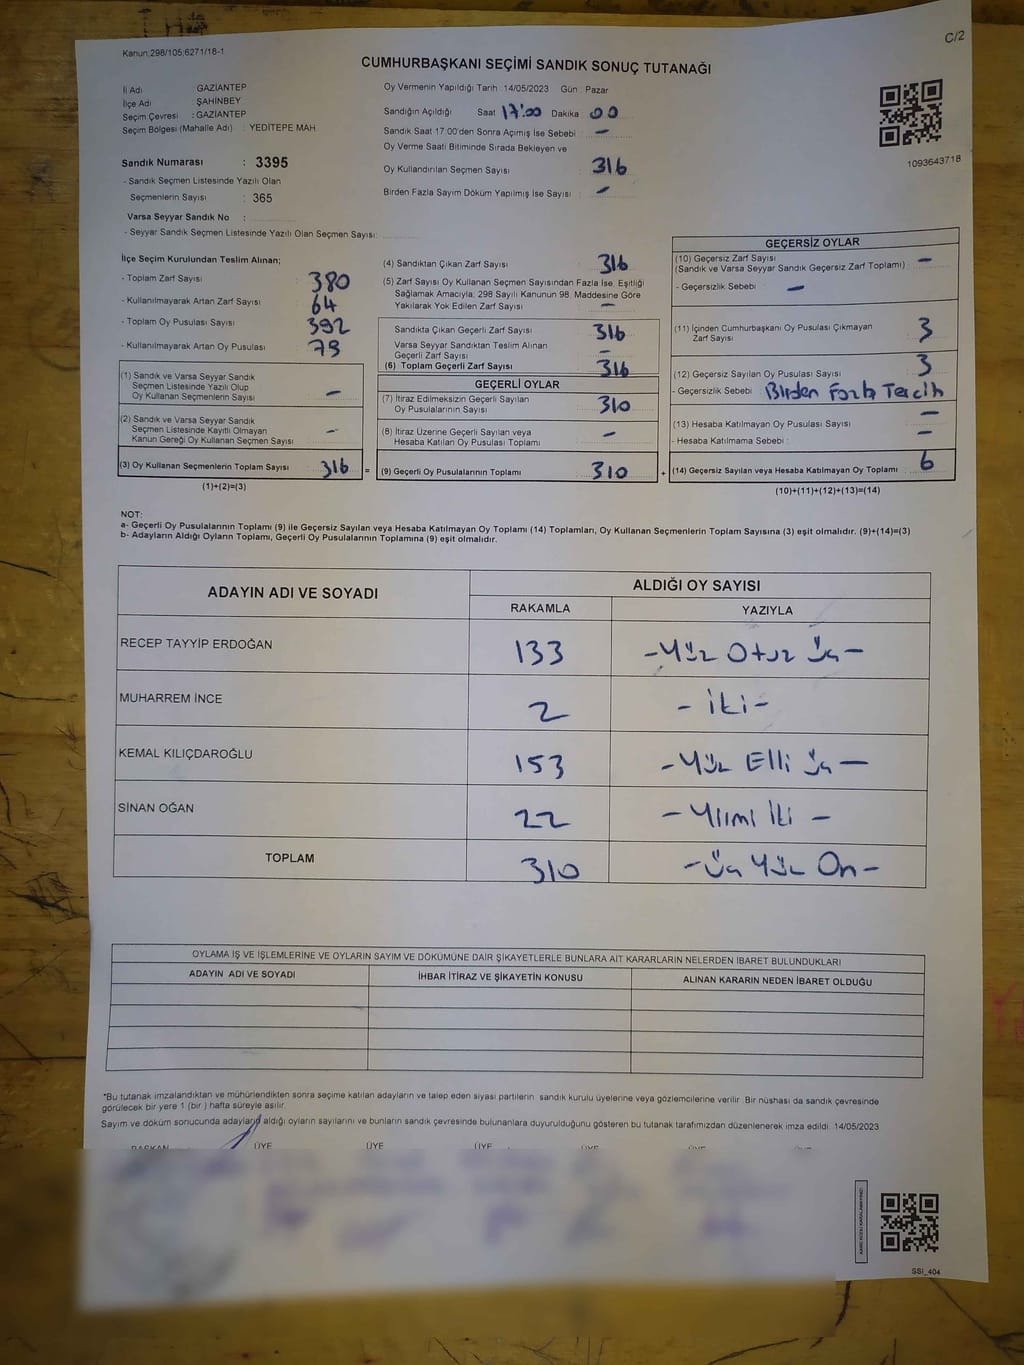 C/2
Kanun:298/105;6271/18-1
CUMHURBAŞKANI SEÇİMİ SANDIK SONUÇ TUTANAĞI
İl Adı GAZİANTEP
İlçe Adı ŞAHİNBEY
Seçim Çevresi : GAZİANTEP
Seçim Bölgesi (Mahalle Adı) : YEDİTEPE MAH
Sandık Numarası : 3395
- Sandık Seçmen Listesinde Yazılı Olan
Seçmenlerin Sayısı : 365
Varsa Seyyar Sandık No :
- Seyyar Sandık Seçmen Listesinde Yazılı Olan Seçmen Sayısı:
Oy Vermenin Yapıldığı Tarih : 14/05/2023 Gün : Pazar
Sandığın Açıldığı Saat 17:00 Dakika 00
Sandık Saat 17:00'den Sonra Açımış İse Sebebi : –
Oy Verme Saati Bitiminde Sırada Bekleyen ve
Oy Kullandırılan Seçmen Sayısı : 316
Birden Fazla Sayım Döküm Yapılmış İse Sayısı : –
1093643718
İlçe Seçim Kurulundan Teslim Alınan;
- Toplam Zarf Sayısı : 380
- Kullanılmayarak Artan Zarf Sayısı : 64
- Toplam Oy Pusulası Sayısı : 392
- Kullanılmayarak Artan Oy Pusulası : 79
(1) Sandık ve Varsa Seyyar Sandık
Seçmen Listesinde Yazılı Olup
Oy Kullanan Seçmenlerin Sayısı : –
(2) Sandık ve Varsa Seyyar Sandık
Seçmen Listesinde Kayıtlı Olmayan
Kanun Gereği Oy Kullanan Seçmen Sayısı : –
(3) Oy Kullanan Seçmenlerin Toplam Sayısı : 316 =
(1)+(2)=(3)
(4) Sandıktan Çıkan Zarf Sayısı : 316
(5) Zarf Sayısı Oy Kullanan Seçmen Sayısından Fazla İse, Eşitliği
Sağlamak Amacıyla; 298 Sayılı Kanunun 98. Maddesine Göre
Yakılarak Yok Edilen Zarf Sayısı : –
Sandıkta Çıkan Geçerli Zarf Sayısı : 316
Varsa Seyyar Sandıktan Teslim Alınan
Geçerli Zarf Sayısı : –
(6) Toplam Geçerli Zarf Sayısı : 316
GEÇERLİ OYLAR
(7) İtiraz Edilmeksizin Geçerli Sayılan
Oy Pusulalarının Sayısı : 310
(8) İtiraz Üzerine Geçerli Sayılan veya
Hesaba Katılan Oy Pusulası Toplamı : –
(9) Geçerli Oy Pusulalarının Toplamı : 310 +
GEÇERSİZ OYLAR
(10) Geçersiz Zarf Sayısı
(Sandık ve Varsa Seyyar Sandık Geçersiz Zarf Toplamı) : –
- Geçersizlik Sebebi : –
(11) İçinden Cumhurbaşkanı Oy Pusulası Çıkmayan
Zarf Sayısı : 3
(12) Geçersiz Sayılan Oy Pusulası Sayısı : 3
- Geçersizlik Sebebi : Birden Fazla Tercih
(13) Hesaba Katılmayan Oy Pusulası Sayısı : –
- Hesaba Katılmama Sebebi : –
(14) Geçersiz Sayılan veya Hesaba Katılmayan Oy Toplamı : 6
(10)+(11)+(12)+(13)=(14)
NOT:
a- Geçerli Oy Pusulalarının Toplamı (9) ile Geçersiz Sayılan veya Hesaba Katılmayan Oy Toplamı (14) Toplamları, Oy Kullanan Seçmenlerin Toplam Sayısına (3) eşit olmalıdır. (9)+(14)=(3)
b- Adayların Aldığı Oyların Toplamı, Geçerli Oy Pusulalarının Toplamına (9) eşit olmalıdır.
ADAYIN ADI VE SOYADI ALDIĞI OY SAYISI
RAKAMLA YAZIYLA
RECEP TAYYİP ERDOĞAN 133 -Yüz Otuz üç-
MUHARREM İNCE 2 - İki-
KEMAL KILIÇDAROĞLU 153 -Yüz Elli üç-
SİNAN OĞAN 22 - Yirmi İki -
TOPLAM 310 -Üç Yüz On-
OYLAMA İŞ VE İŞLEMLERİNE VE OYLARIN SAYIM VE DÖKÜMÜNE DAİR ŞİKAYETLERLE BUNLARA AİT KARARLARIN NELERDEN İBARET BULUNDUKLARI
ADAYIN ADI VE SOYADI İHBAR İTİRAZ VE ŞİKAYETİN KONUSU ALINAN KARARIN NEDEN İBARET OLDUĞU
*Bu tutanak imzalandıktan ve mühürlendikten sonra seçime katılan adayların ve talep eden siyasi partilerin sandık kurulu üyelerine veya gözlemcilerine verilir. Bir nüshası da sandık çevresinde
görülecek bir yere 1 (bir ) hafta süreyle asılır.
Sayım ve döküm sonucunda adayların aldığı oyların sayılarını ve bunların sandık çevresinde bulunanlara duyurulduğunu gösteren bu tutanak tarafımızdan düzenlenerek imza edildi. 14/05/2023
BAŞKAN ÜYE ÜYE ÜYE ÜYE ÜYE ÜYE
SSI_404